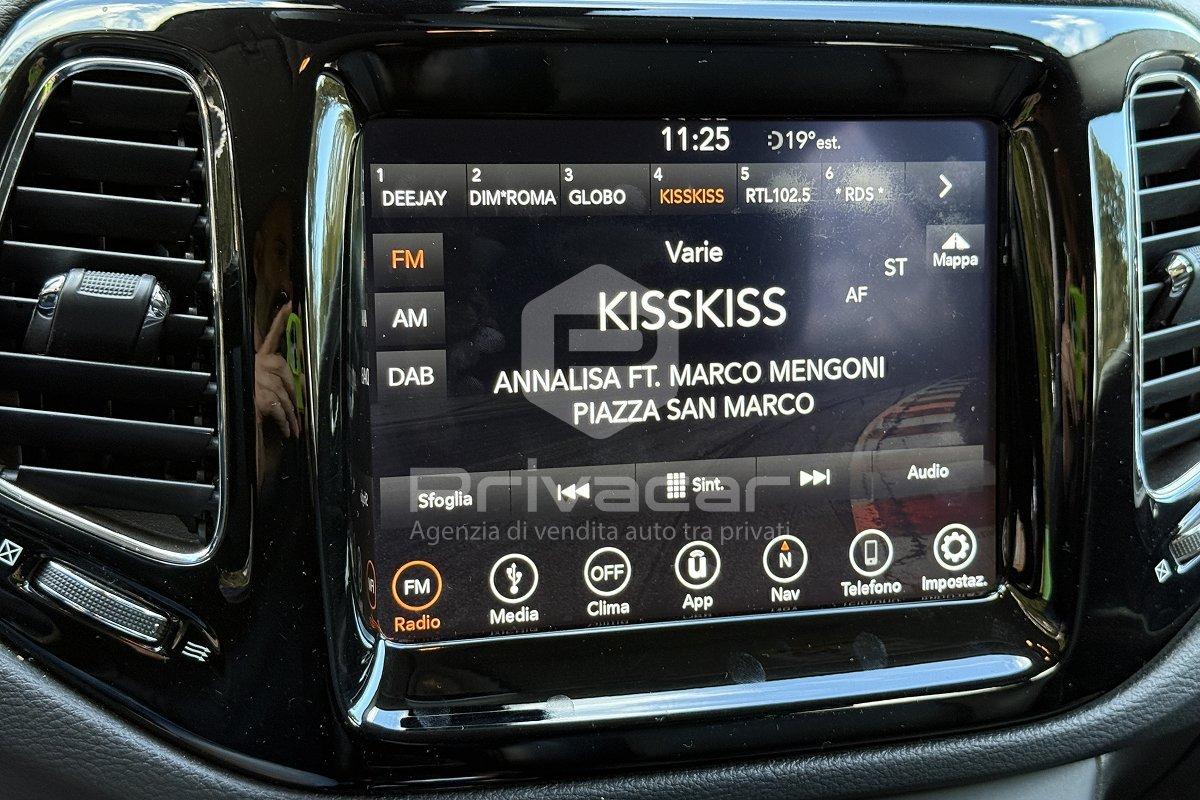 11:25 19° est.
1 2 3 4 5 6
DEEJAY DIM*ROMA GLOBO KISSKISS RTL102.5 * RDS *
FM Varie Mappa
ST
AM KISSKISS AF
DAB ANNALISA FT. MARCO MENGONI
PIAZZA SAN MARCO
Privacar
Sfoglia Sint. Audio
Agenzia di vendita auto tra privati
FM OFF N
Radio Media Clima App Nav Telefono Impostaz.